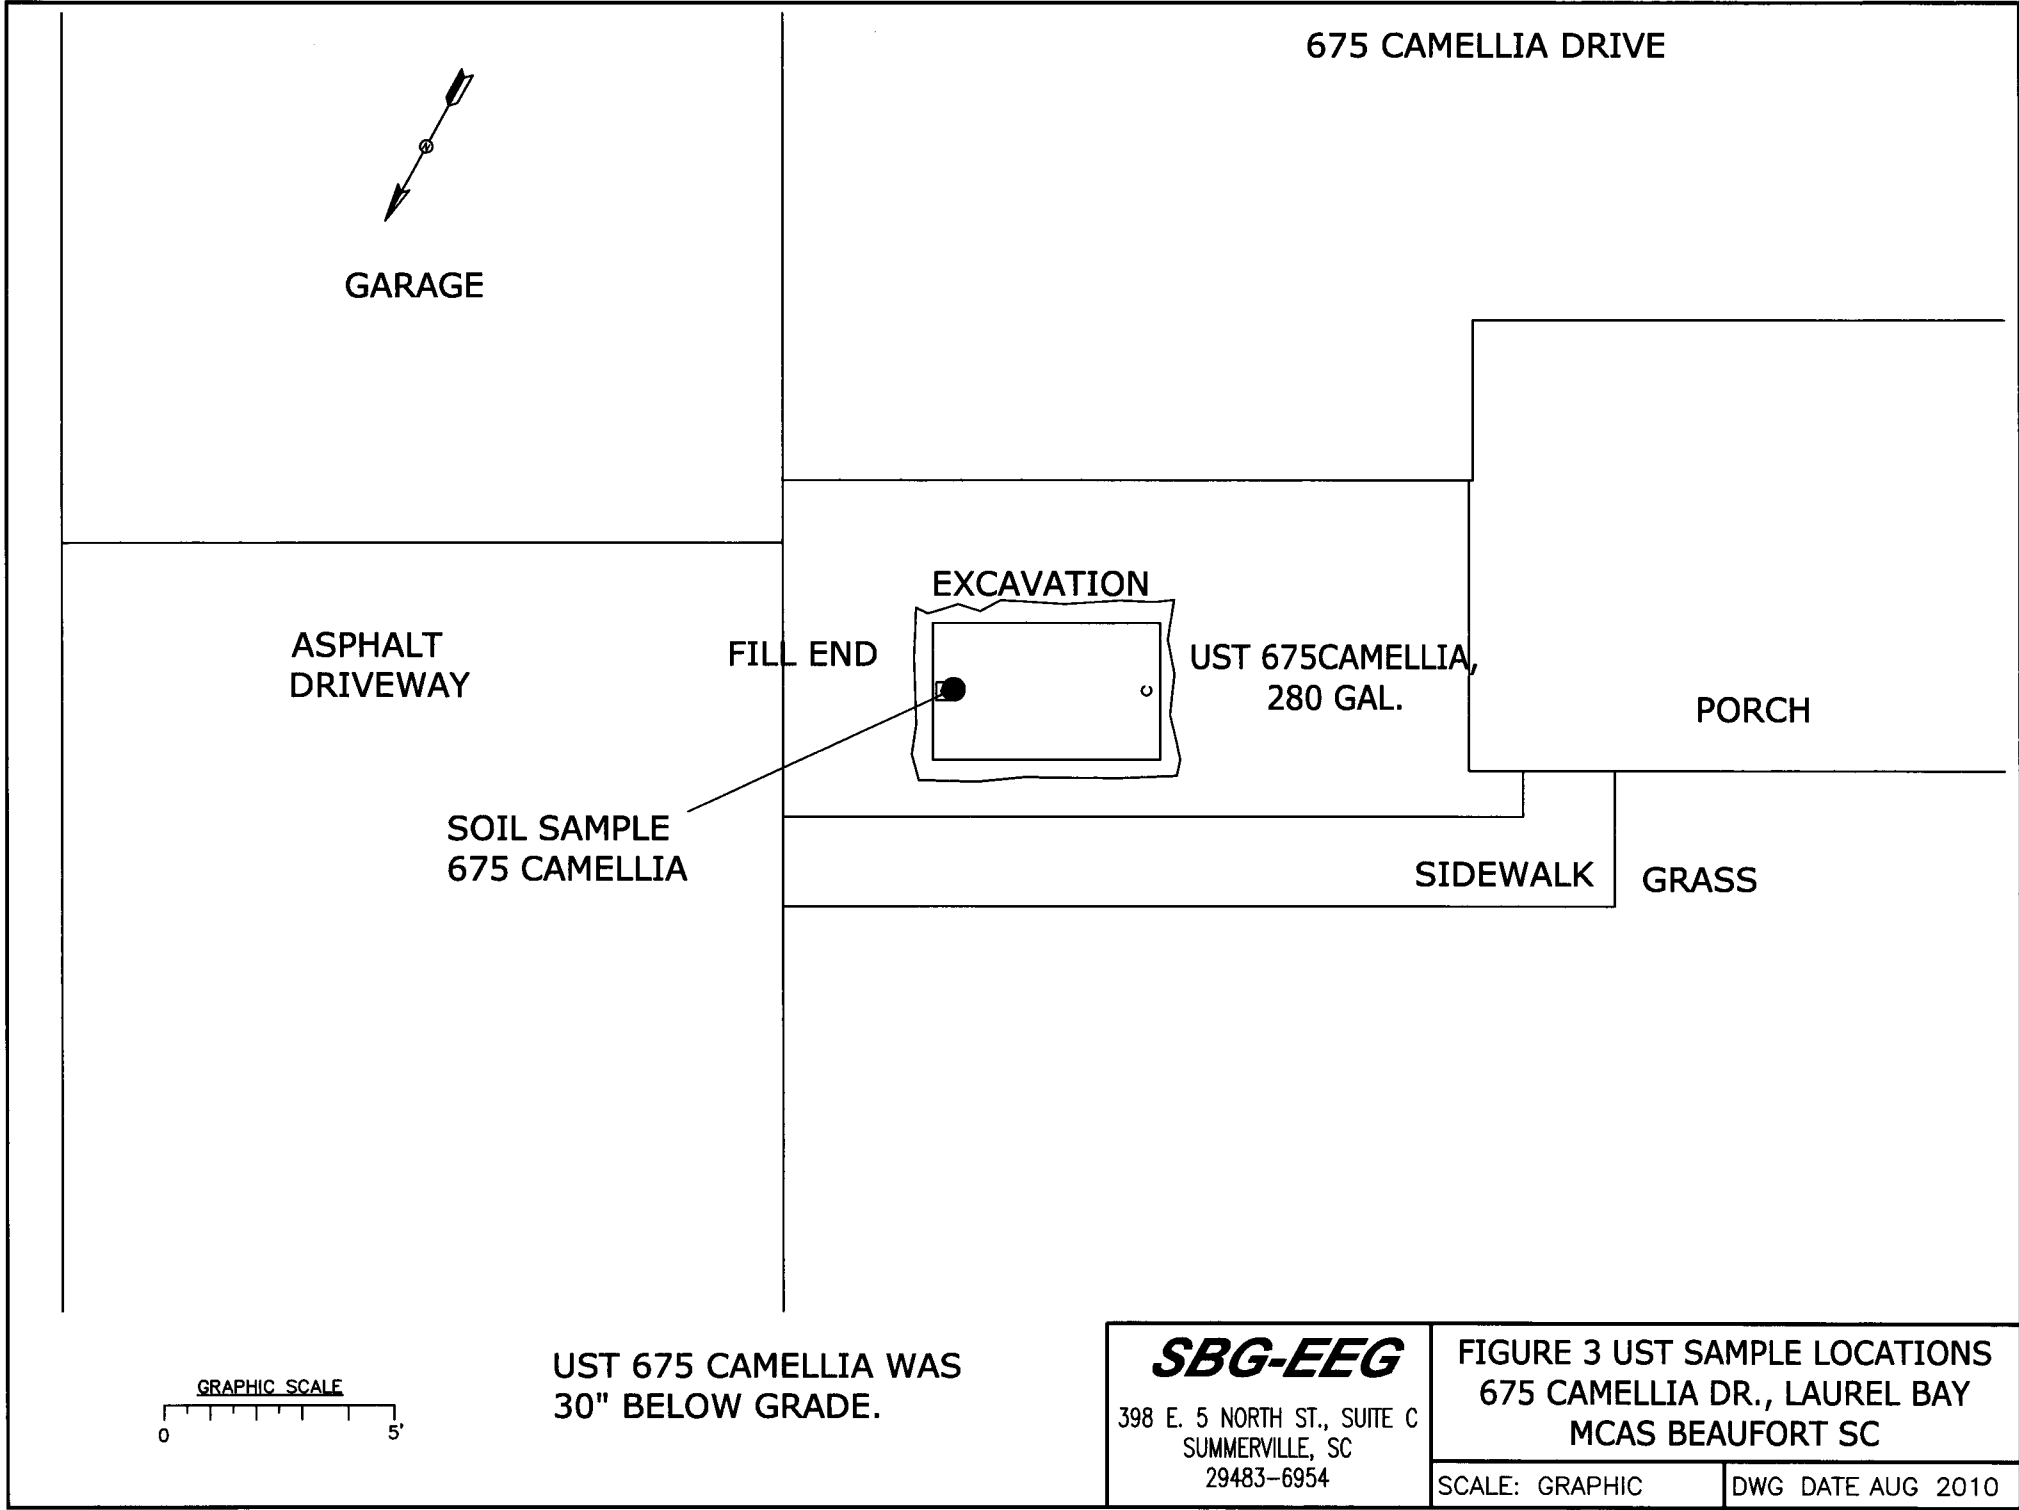 675 CAMELLIA DRIVE
N
GARAGE
EXCAVATION
ASPHALT
DRIVEWAY
FILL END
UST 675CAMELLIA,
280 GAL.
C
PORCH
SOIL SAMPLE
675 CAMELLIA
SIDEWALK
GRASS
GRAPHIC SCALE
0
5'
UST 675 CAMELLIA WAS
30" BELOW GRADE.
SBG-EEG
398 E. 5 NORTH ST., SUITE C
SUMMERVILLE, SC
29483-6954
FIGURE 3 UST SAMPLE LOCATIONS
675 CAMELLIA DR., LAUREL BAY
MCAS BEAUFORT SC
SCALE: GRAPHIC
DWG DATE AUG 2010